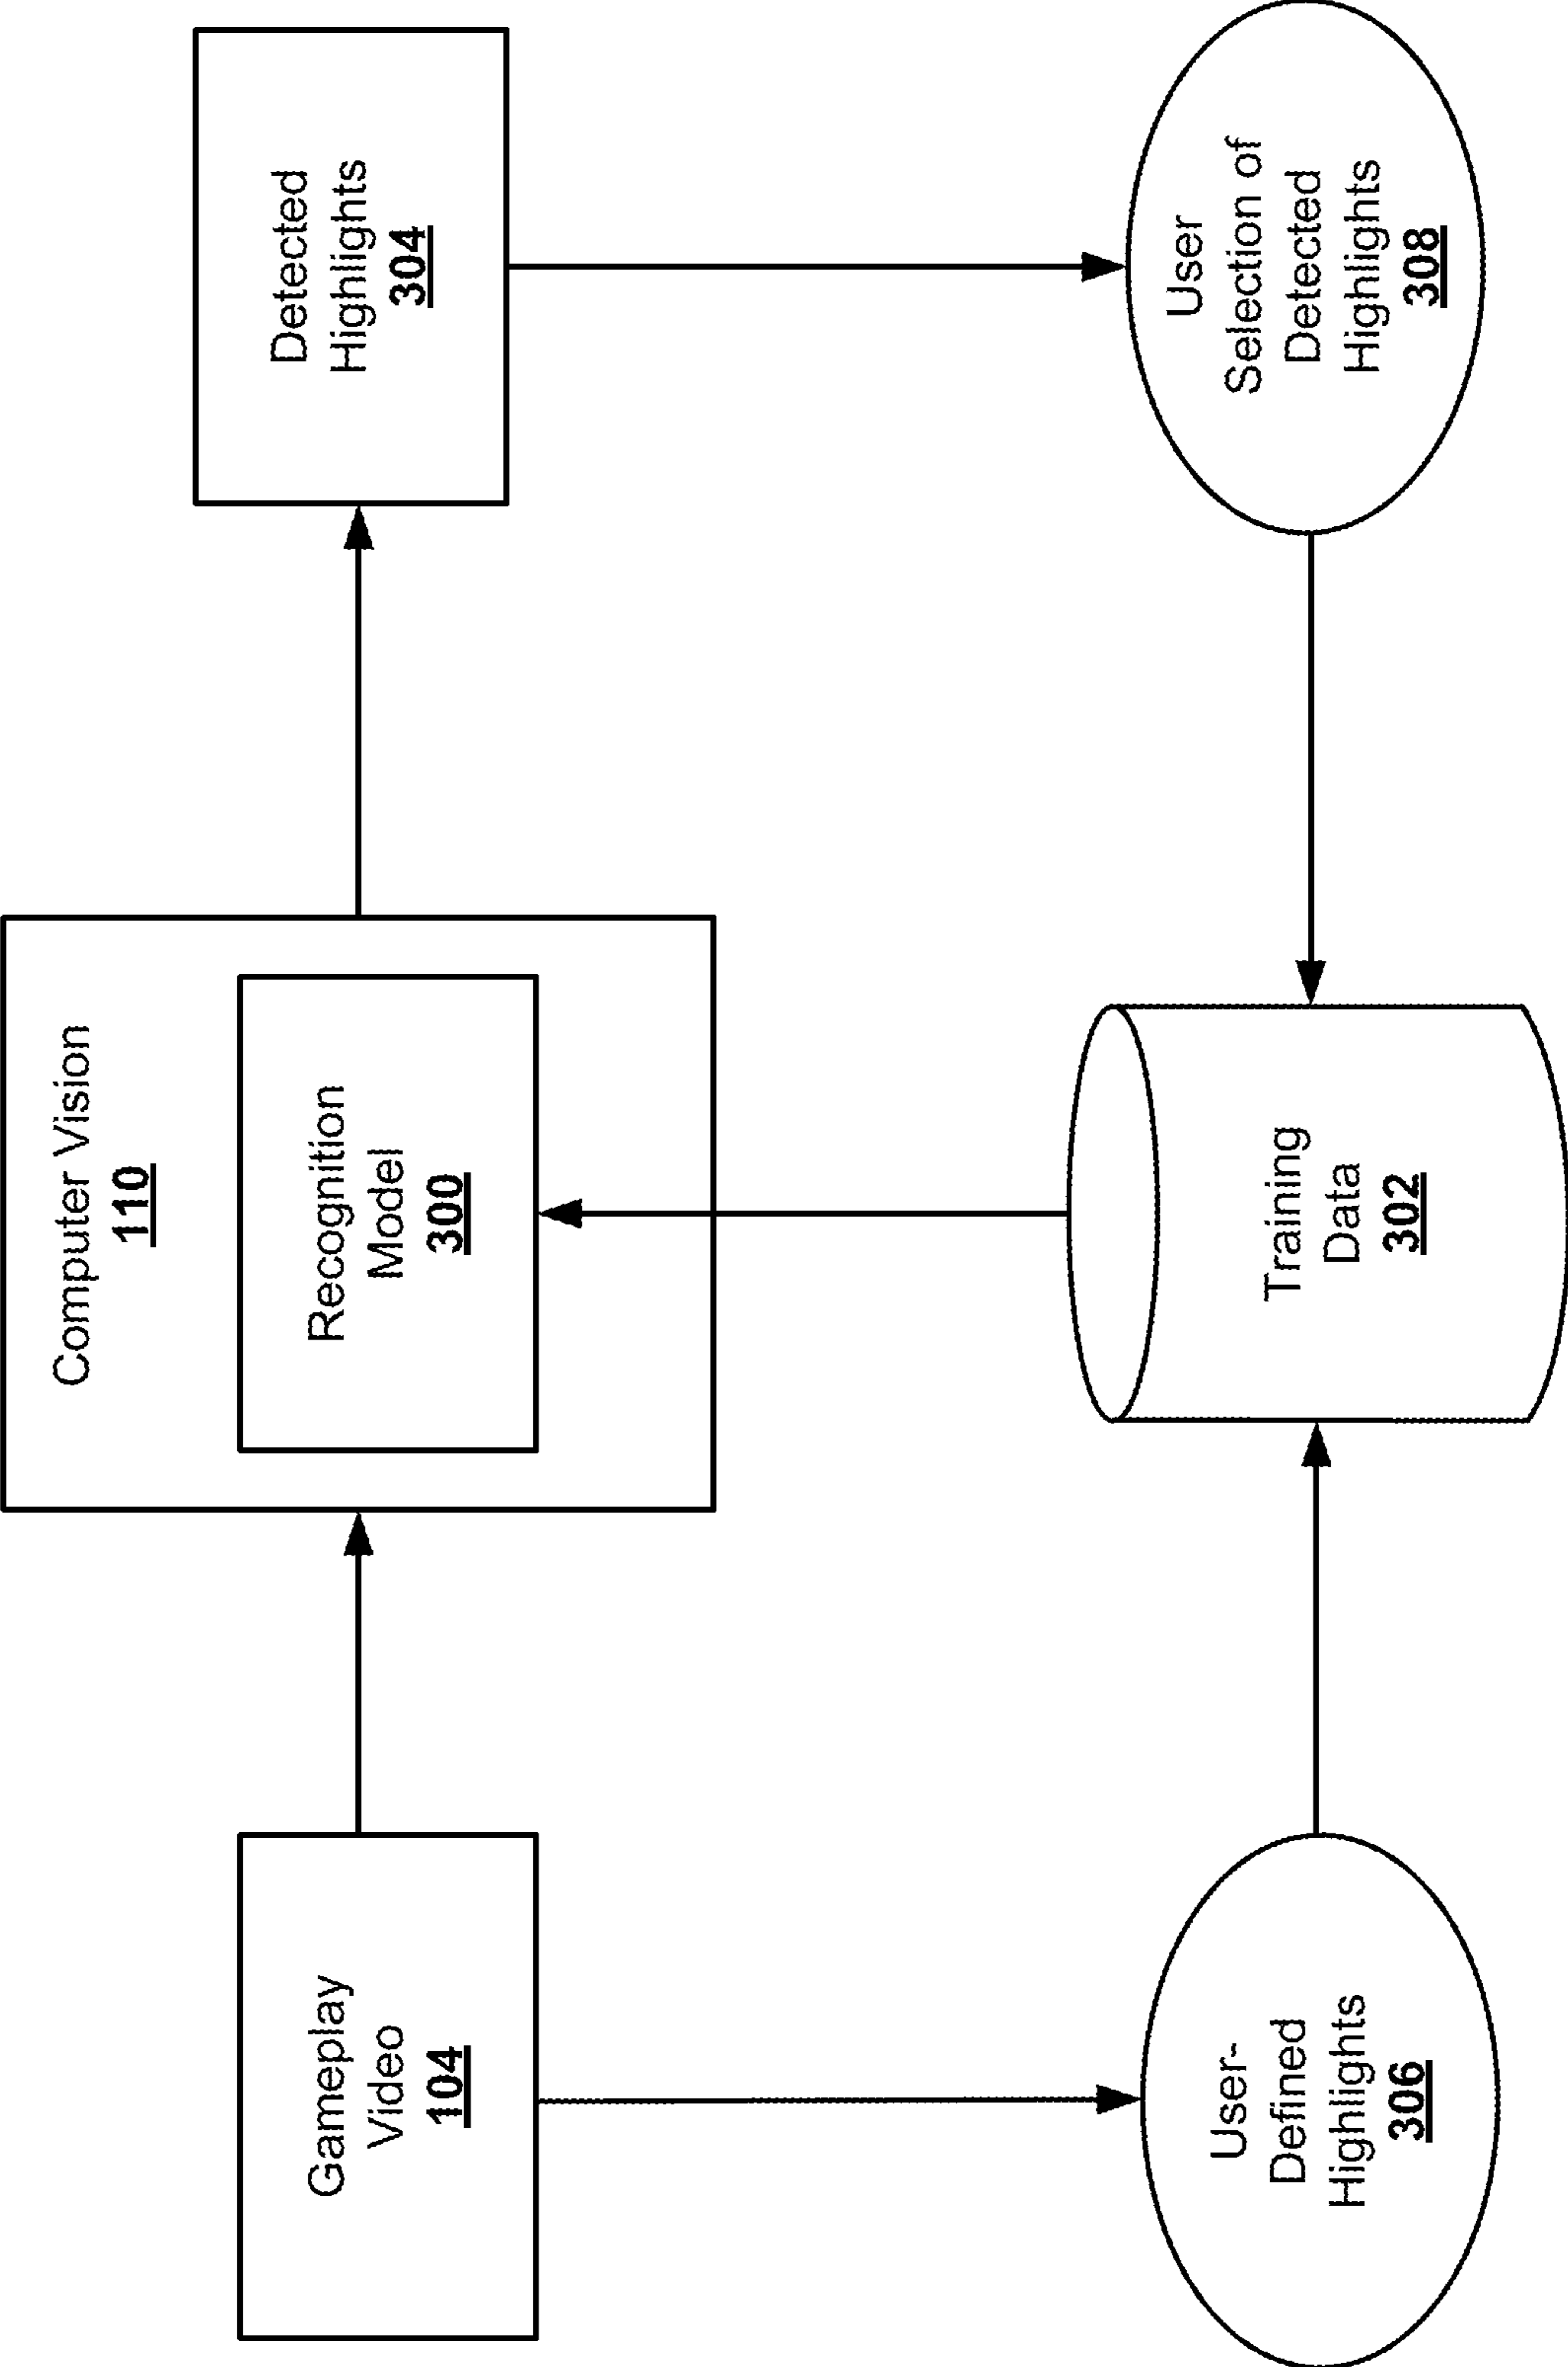 Gameplay
Video
104
Computer Vision
110
Recognition
Model
300
Detected
Highlights
304
User-
Defined
Highlights
306
Training
Data
302
User
Selection of
Detected
Highlights
308